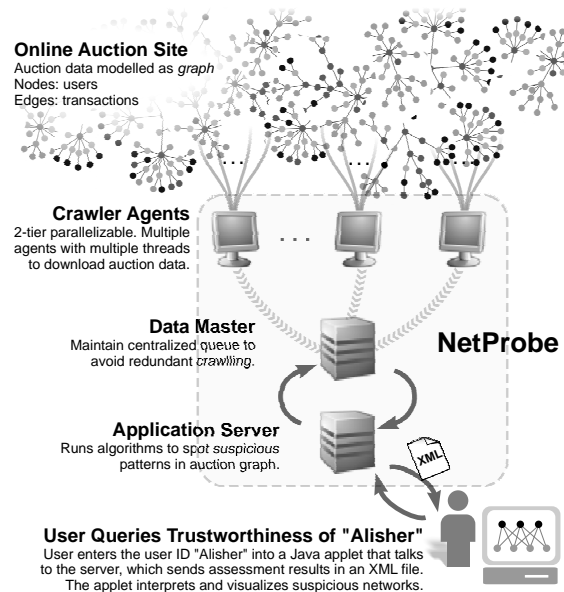 Online Auction Site
Auction data modelled as graph
Nodes: users
Edges: transactions
... ... ...
Crawler Agents
2-tier parallelizable. Multiple
agents with multiple threads
to download auction data.
...
Data Master
Maintain centralized queue to
avoid redundant crawlling.
NetProbe
Application Server
Runs algorithms to spot suspicious
patterns in auction graph.
XML
User Queries Trustworthiness of "Alisher"
User enters the user ID "Alisher" into a Java applet that talks
to the server, which sends assessment results in an XML file.
The applet interprets and visualizes suspicious networks.